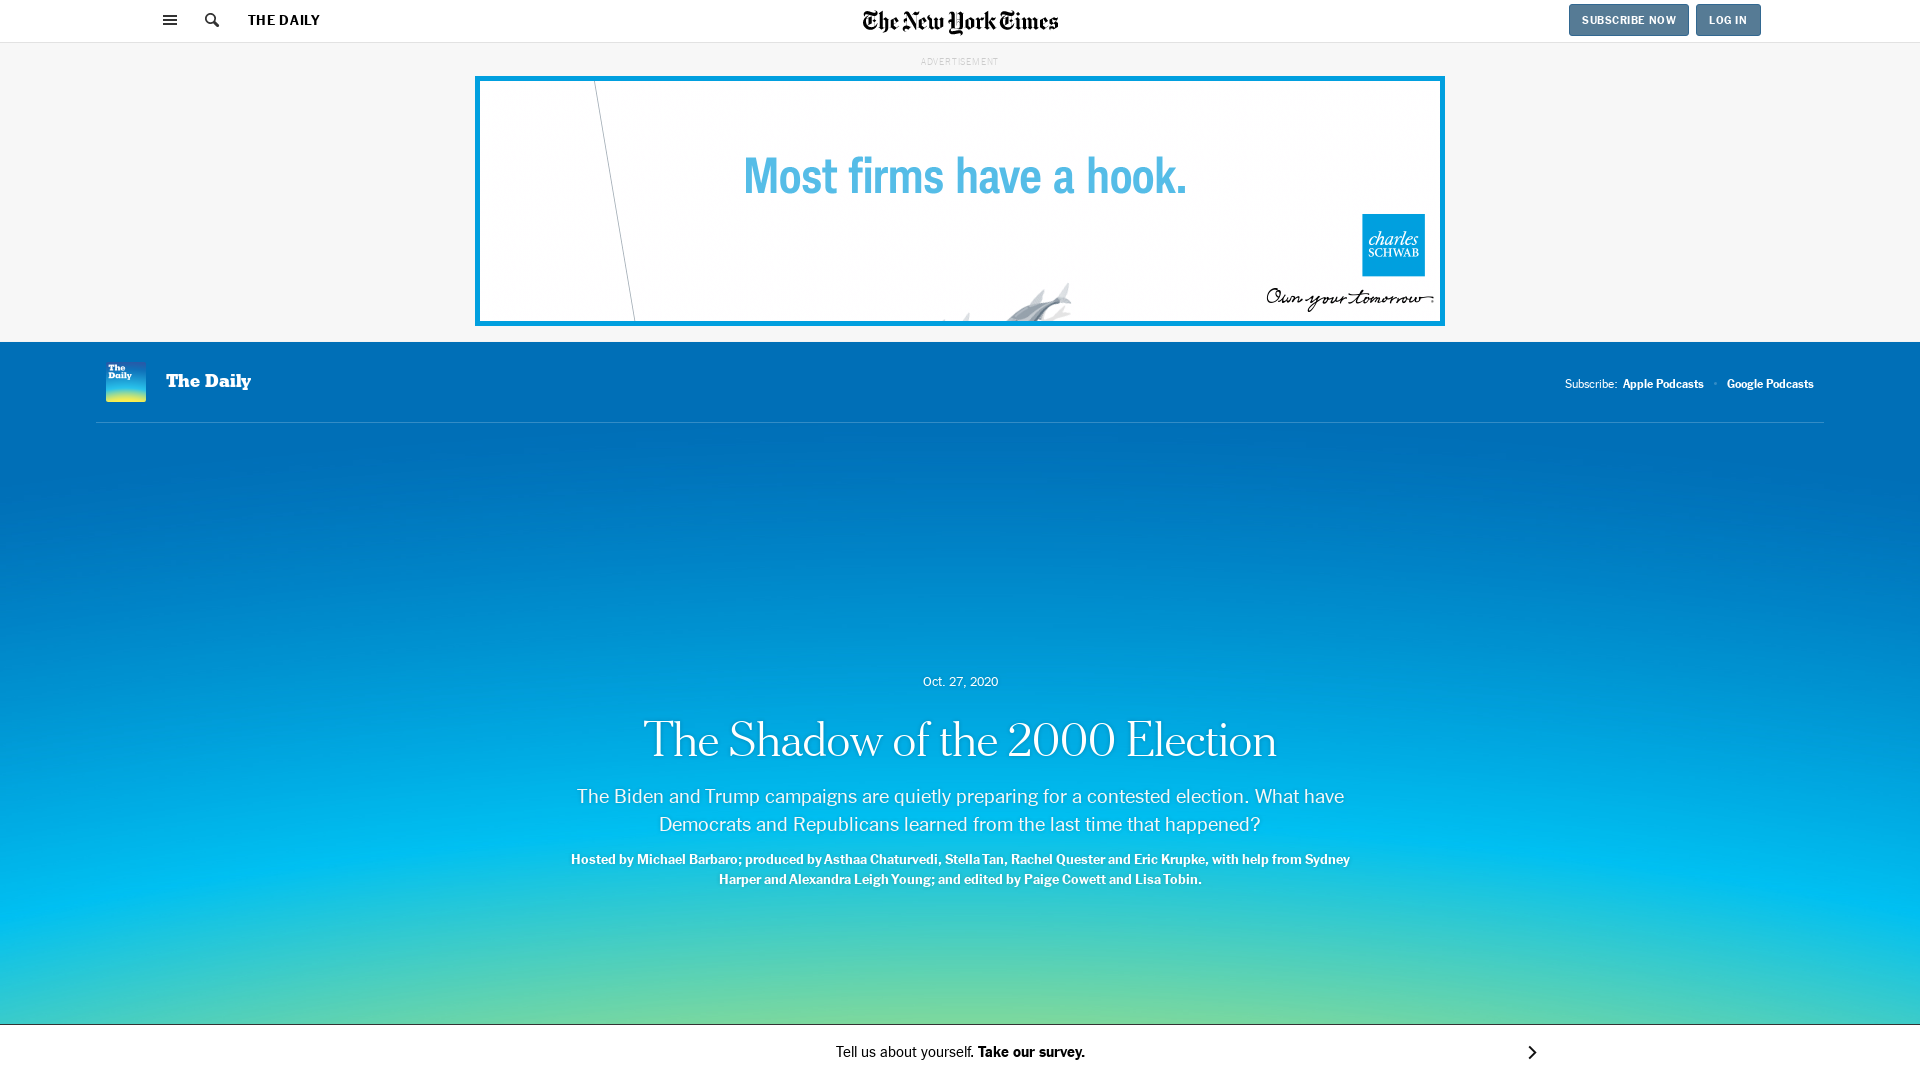 THE DAILY
The New York Times
SUBSCRIBE NOW
LOG IN
ADVERTISEMENT
Most firms have a hook.
charles
SCHWAB
Own your tomorrow
The
Daily
The Daily
Subscribe: Apple Podcasts • Google Podcasts
Oct. 27, 2020
The Shadow of the 2000 Election
The Biden and Trump campaigns are quietly preparing for a contested election. What have
Democrats and Republicans learned from the last time that happened?
Hosted by Michael Barbaro; produced by Asthaa Chaturvedi, Stella Tan, Rachel Quester and Eric Krupke, with help from Sydney
Harper and Alexandra Leigh Young; and edited by Paige Cowett and Lisa Tobin.
Tell us about yourself. Take our survey.